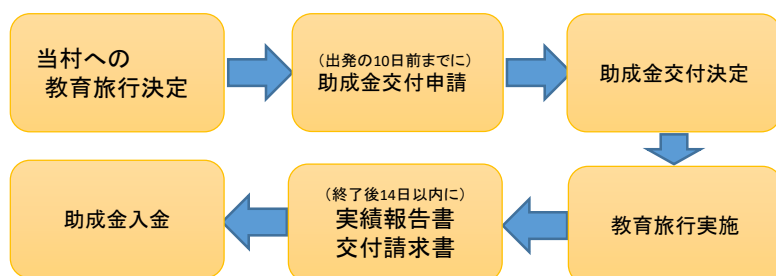 当村への
教育旅行決定
（出発の10日前までに）
助成金交付申請
助成金交付決定
教育旅行実施
（終了後14日以内に）
実績報告書
交付請求書
助成金入金